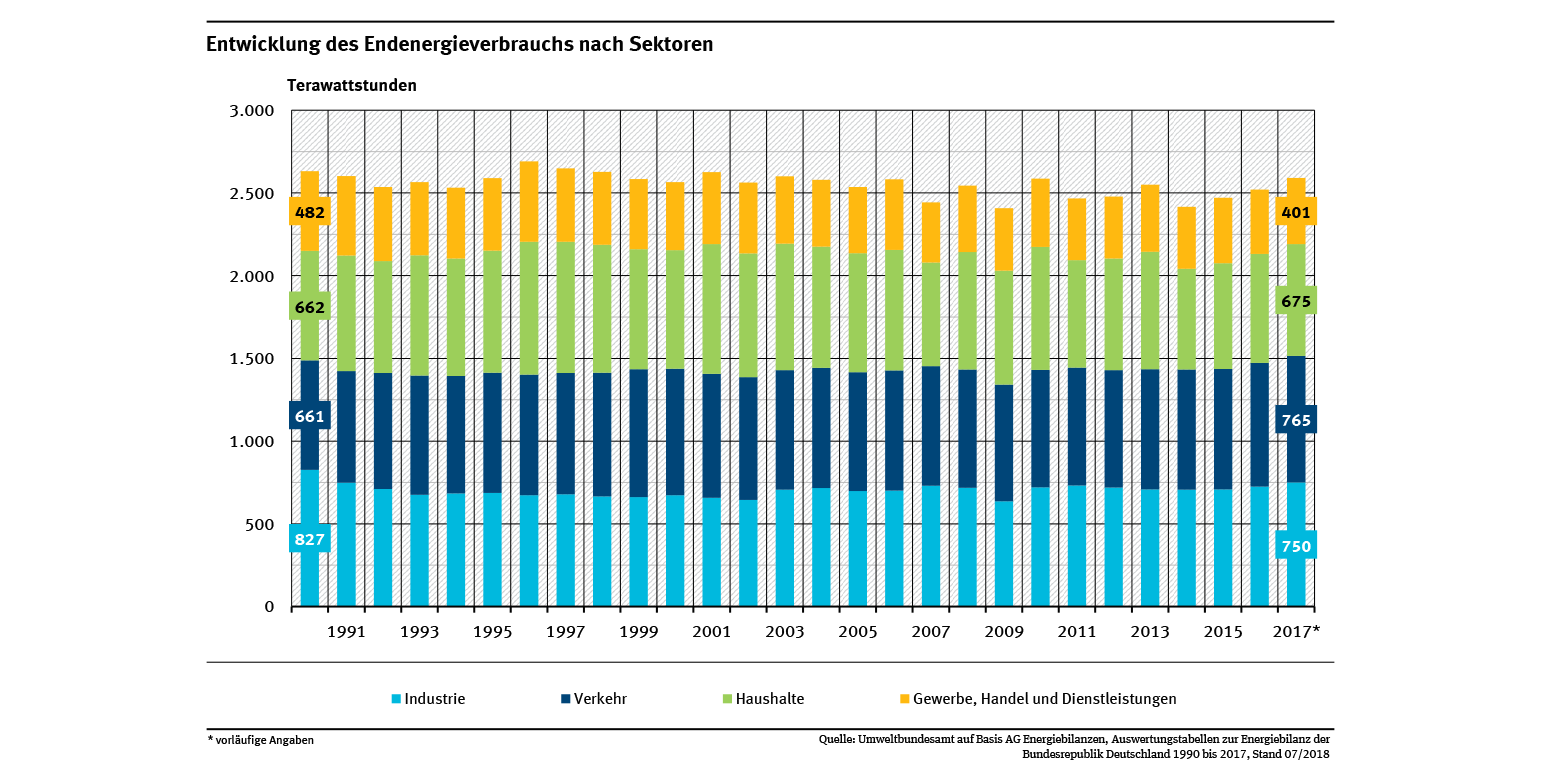 Entwicklung des Endenergieverbrauchs nach Sektoren
Terawattstunden
3.000
2.500
2.000
1.500
1.000
500
0
482
662
661
827
401
675
765
750
1991 1993 1995 1997 1999 2001 2003 2005 2007 2009 2011 2013 2015 2017*
Industrie Verkehr Haushalte Gewerbe, Handel und Dienstleistungen
* vorläufige Angaben
Quelle: Umweltbundesamt auf Basis AG Energiebilanzen, Auswertungstabellen zur Energiebilanz der
Bundesrepublik Deutschland 1990 bis 2017, Stand 07/2018